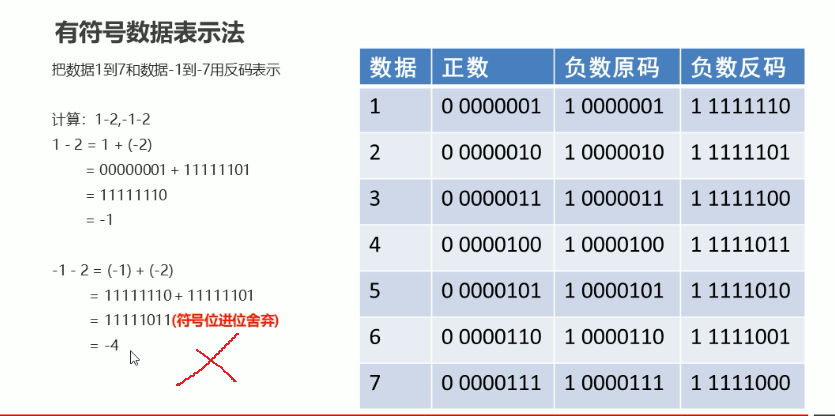 有符号数据表示法
把数据1到7和数据-1到-7用反码表示
计算：1-2,-1-2
1 - 2 = 1 + (-2)
= 00000001 + 11111101
= 11111110
= -1
-1 - 2 = (-1) + (-2)
= 11111110 + 11111101
= 11111011(符号位进位舍弃)
= -4
数据 正数 负数原码 负数反码
1 0 0000001 1 0000001 1 1111110
2 0 0000010 1 0000010 1 1111101
3 0 0000011 1 0000011 1 1111100
4 0 0000100 1 0000100 1 1111011
5 0 0000101 1 0000101 1 1111010
6 0 0000110 1 0000110 1 1111001
7 0 0000111 1 0000111 1 1111000